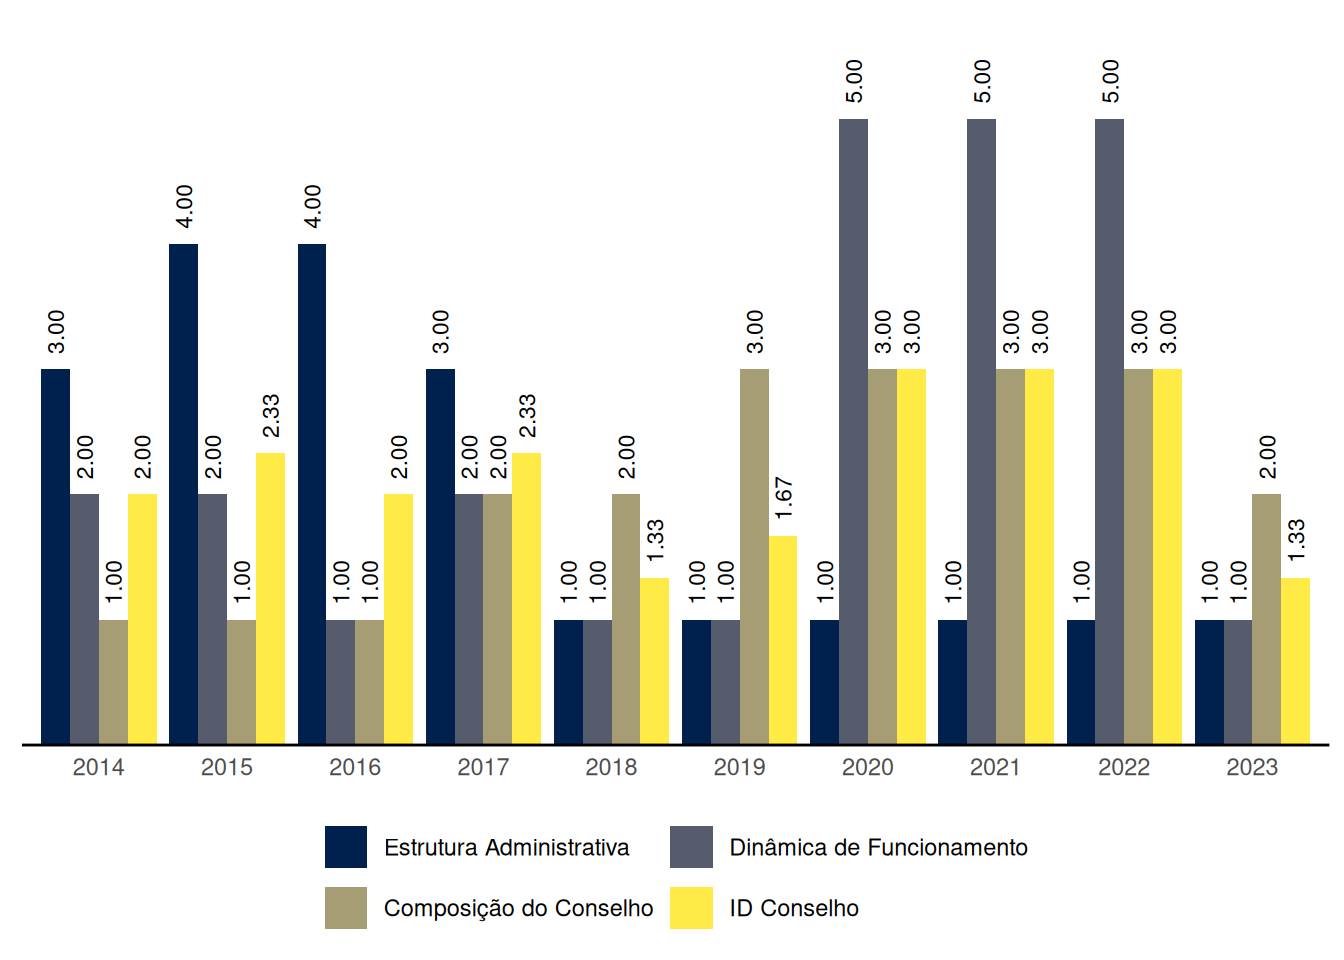 3.00 2.00 1.00 2.00 4.00 2.00 1.00 2.33 4.00 1.00 1.00 2.00 3.00 2.00 2.00 2.33 1.00 1.00 2.00 1.33 1.00 1.00 3.00 1.67 1.00 5.00 3.00 3.00 1.00 5.00 3.00 3.00 1.00 5.00 3.00 3.00 1.00 1.00 2.00 1.33
2014 2015 2016 2017 2018 2019 2020 2021 2022 2023
Estrutura Administrativa Dinâmica de Funcionamento
Composição do Conselho ID Conselho